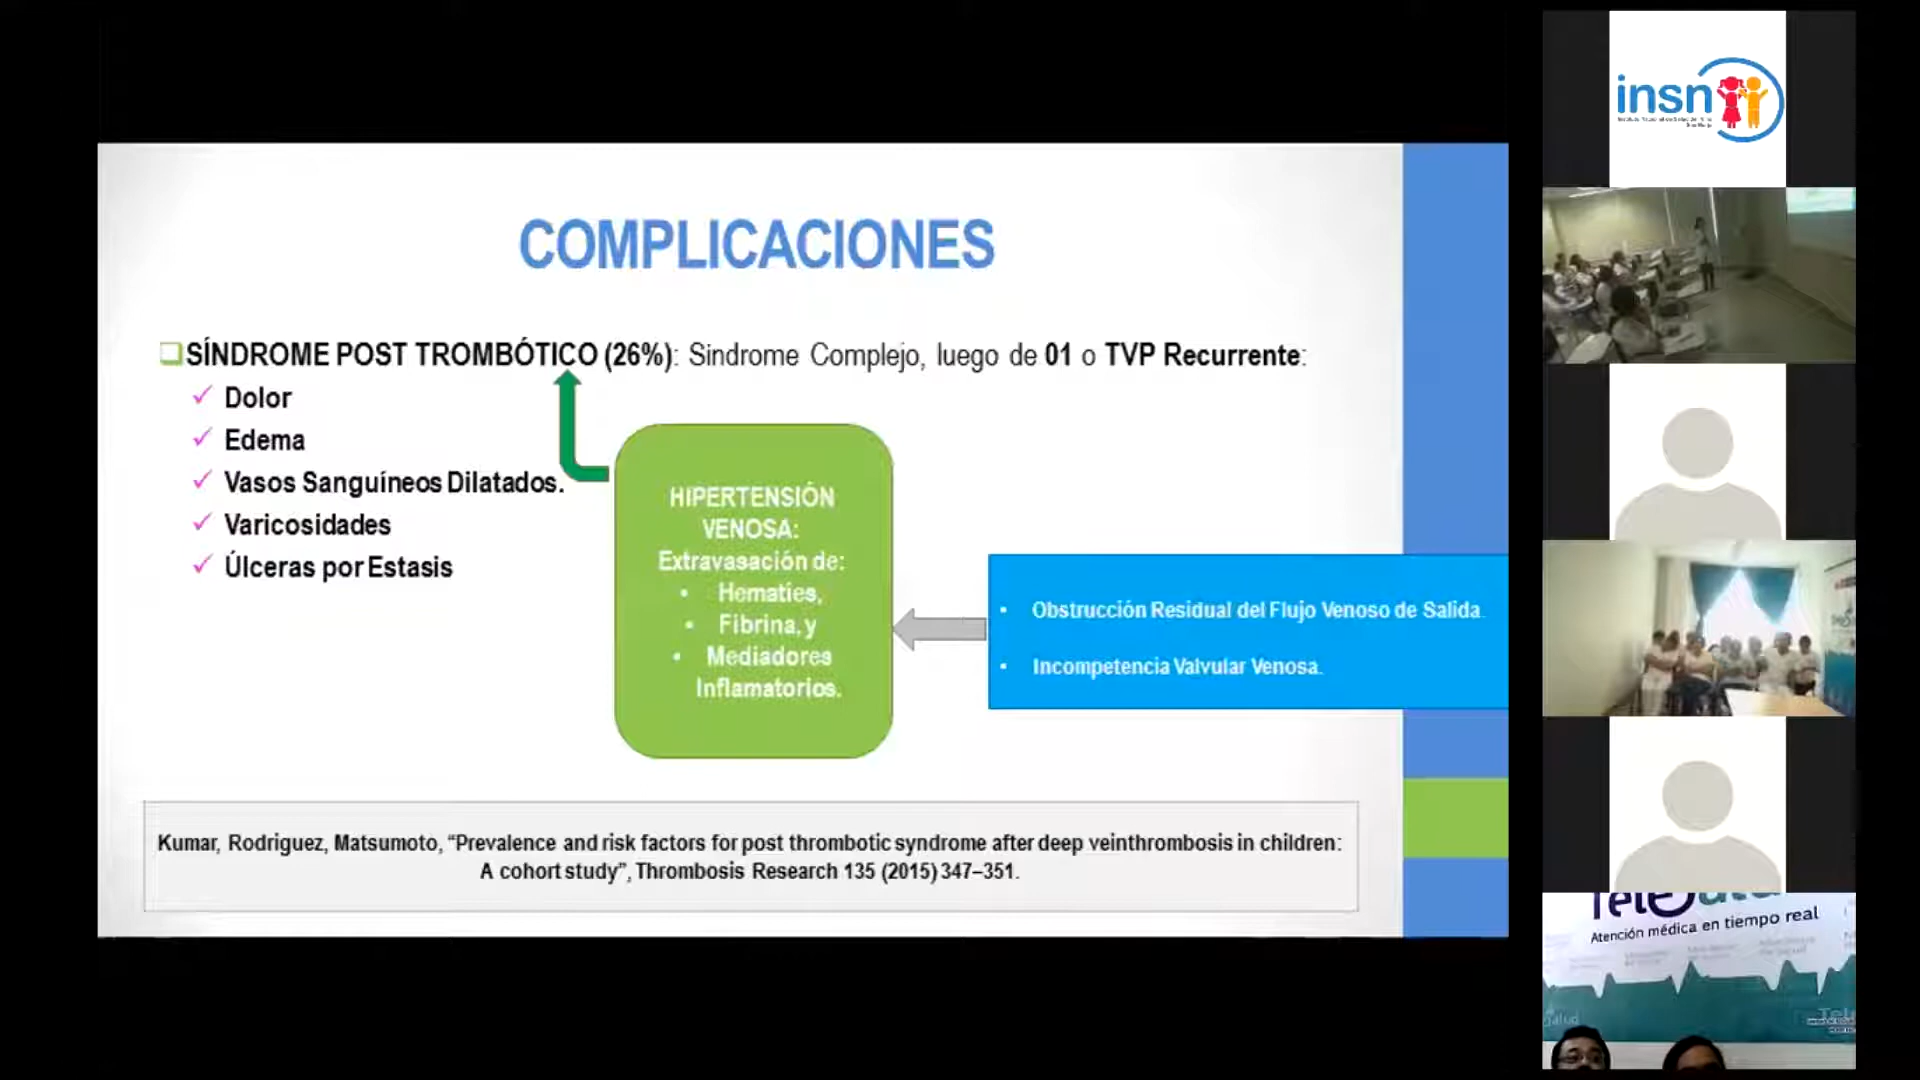 COMPLICACIONES
SÍNDROME POST TROMBÓTICO (26%): Sindrome Complejo, luego de 01 o TVP Recurrente:
Dolor
Edema
Vasos Sanguíneos Dilatados.
Varicosidades
Úlceras por Estasis
HIPERTENSIÓN
VENOSA:
Extravasación de:
• Hematíes,
• Fibrina, y
• Mediadores
Inflamatorios.
• Obstrucción Residual del Flujo Venoso de Salida.
• Incompetencia Valvular Venosa.
Kumar, Rodriguez, Matsumoto, “Prevalence and risk factors for post thrombotic syndrome after deep veinthrombosis in children:
A cohort study”, Thrombosis Research 135 (2015) 347–351.
insn
Atención médica en tiempo real